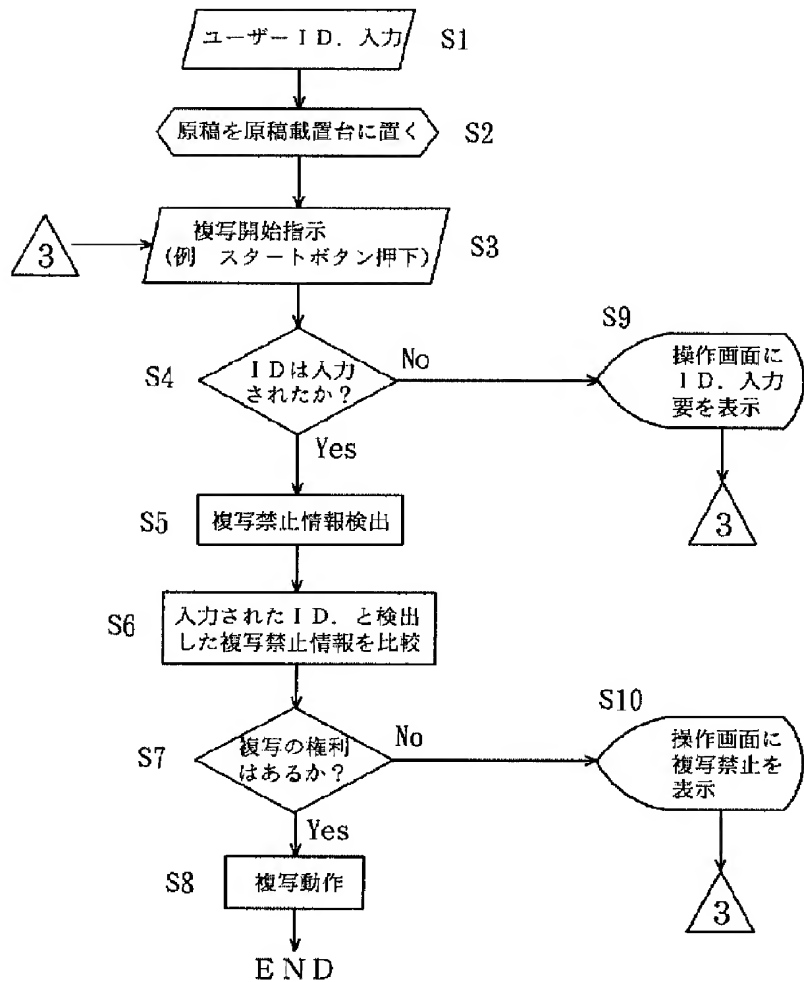 ユーザーＩＤ．入力
S1
原稿を原稿載置台に置く
S2
3
複写開始指示
(例　スタートボタン押下)
S3
S4
ＩＤは入力
されたか？
No
Yes
S9
操作画面に
ＩＤ．入力
要を表示
3
S5
複写禁止情報検出
S6
入力されたＩＤ．と検出
した複写禁止情報を比較
S7
複写の権利
はあるか？
No
Yes
S10
操作画面に
複写禁止を
表示
3
S8
複写動作
ＥＮＤ